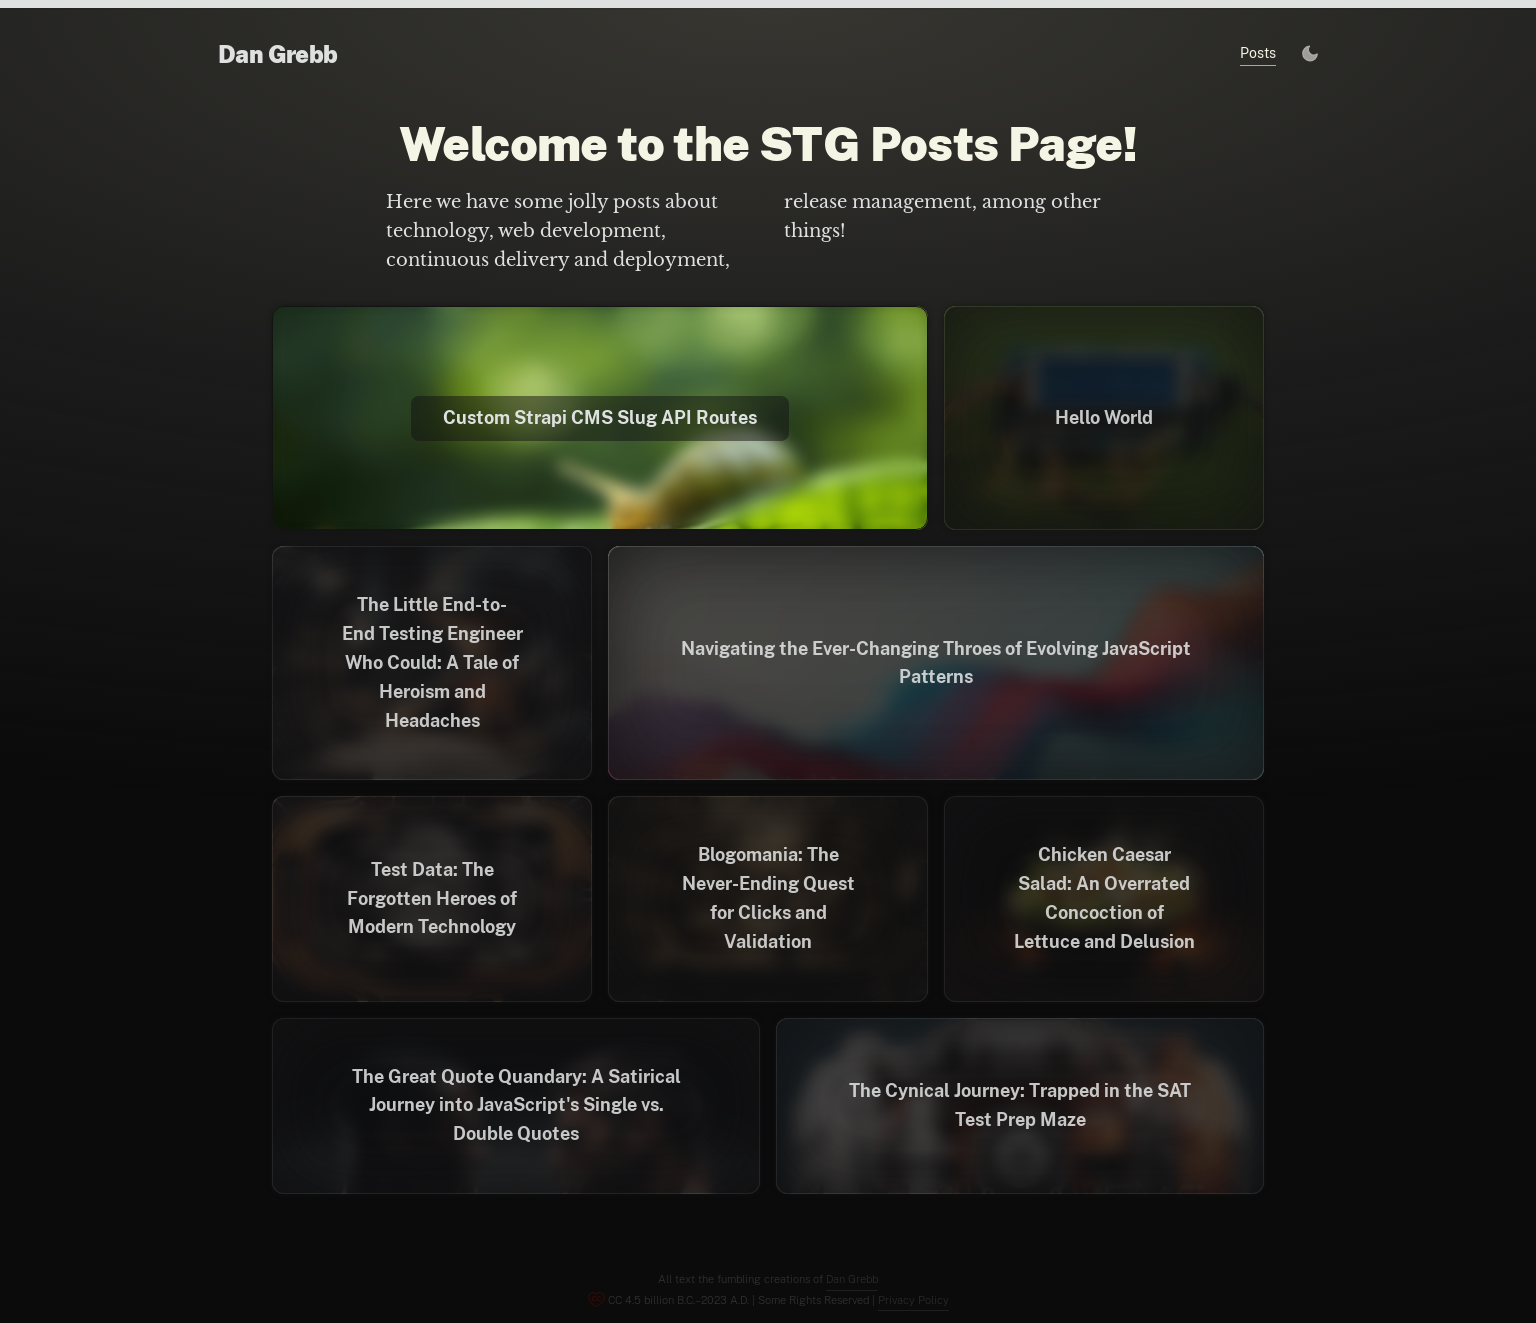 Dan Grebb
Posts
Welcome to the STG Posts Page!
Here we have some jolly posts about
technology, web development,
continuous delivery and deployment,
release management, among other
things!
Custom Strapi CMS Slug API Routes
Hello World
The Little End-to-
End Testing Engineer
Who Could: A Tale of
Heroism and
Headaches
Navigating the Ever-Changing Throes of Evolving JavaScript
Patterns
Test Data: The
Forgotten Heroes of
Modern Technology
Blogomania: The
Never-Ending Quest
for Clicks and
Validation
Chicken Caesar
Salad: An Overrated
Concoction of
Lettuce and Delusion
The Great Quote Quandary: A Satirical
Journey into JavaScript's Single vs.
Double Quotes
The Cynical Journey: Trapped in the SAT
Test Prep Maze
All text the fumbling creations of Dan Grebb
CC 4.5 billion B.C.–2023 A.D. | Some Rights Reserved | Privacy Policy